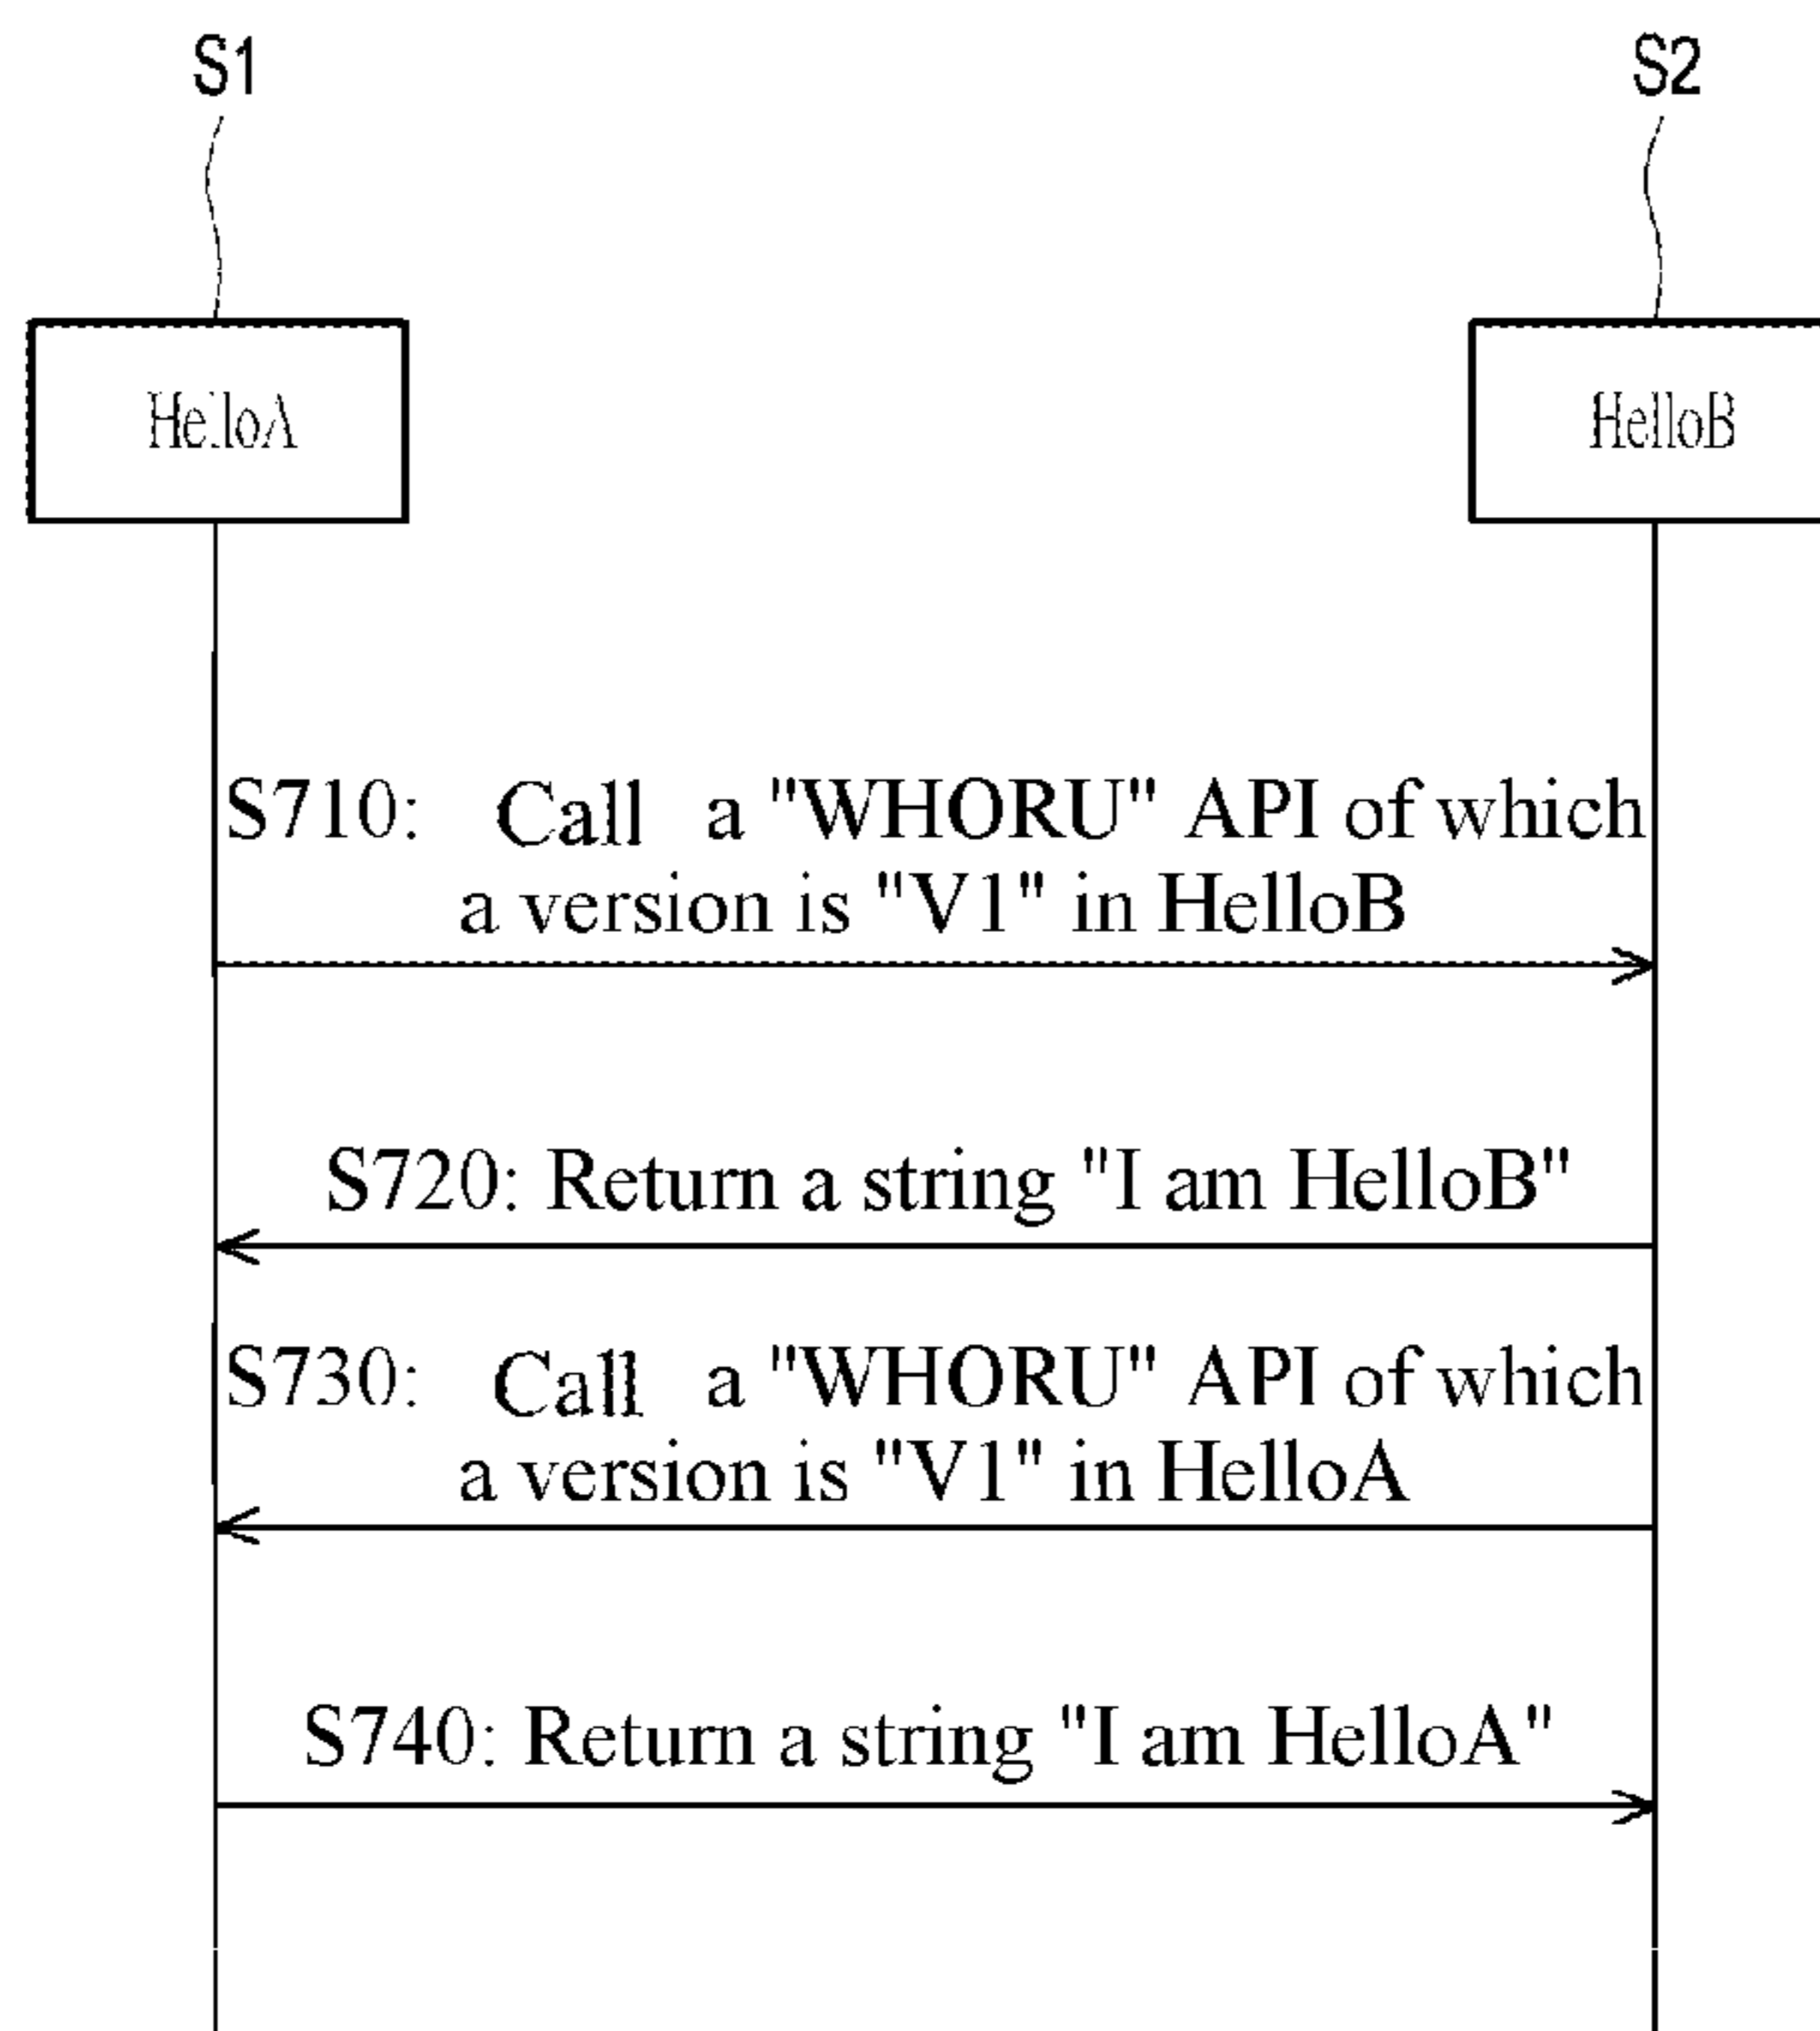 S1
S2
HelloA
HelloB
S710: Call a "WHORU" API of which
a version is "V1" in HelloB
S720: Return a string "I am HelloB"
S730: Call a "WHORU" API of which
a version is "V1" in HelloA
S740: Return a string "I am HelloA"